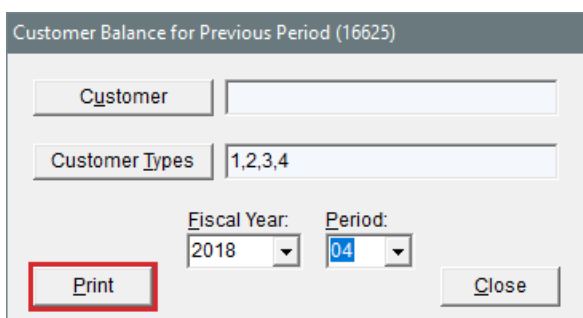 Customer Balance for Previous Period (16625)
Customer
Customer Types 1,2,3,4
Fiscal Year: Period:
2018 04
Print Close